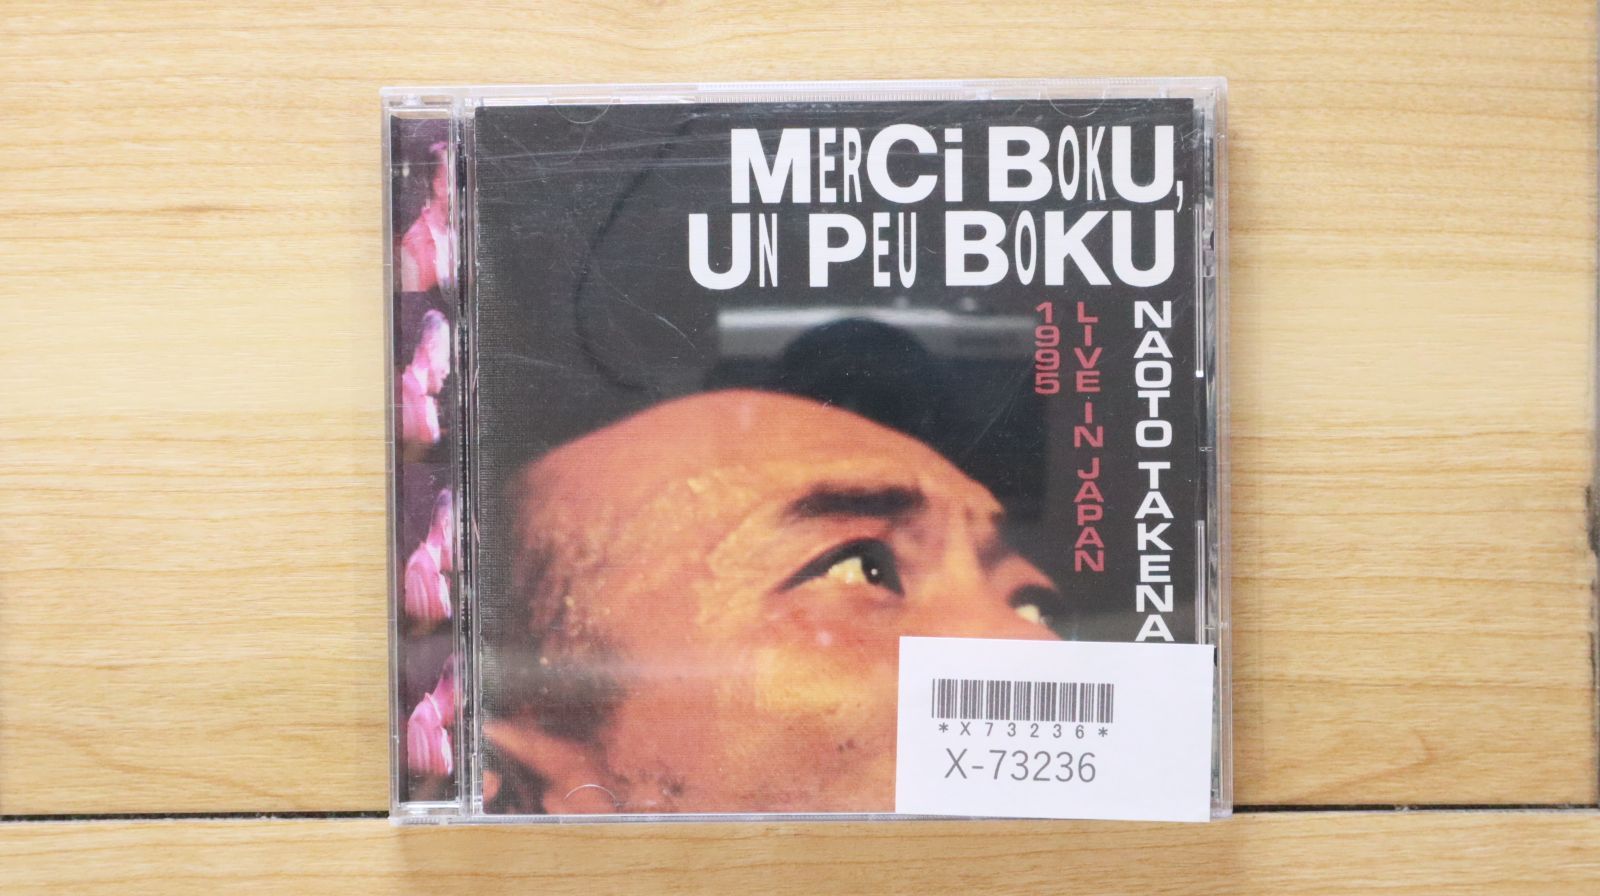 MERCi BOKU,
UN PEU BOKU
NAOTO TAKENA
LIVE IN JAPAN
1995
*X73236*
X-73236